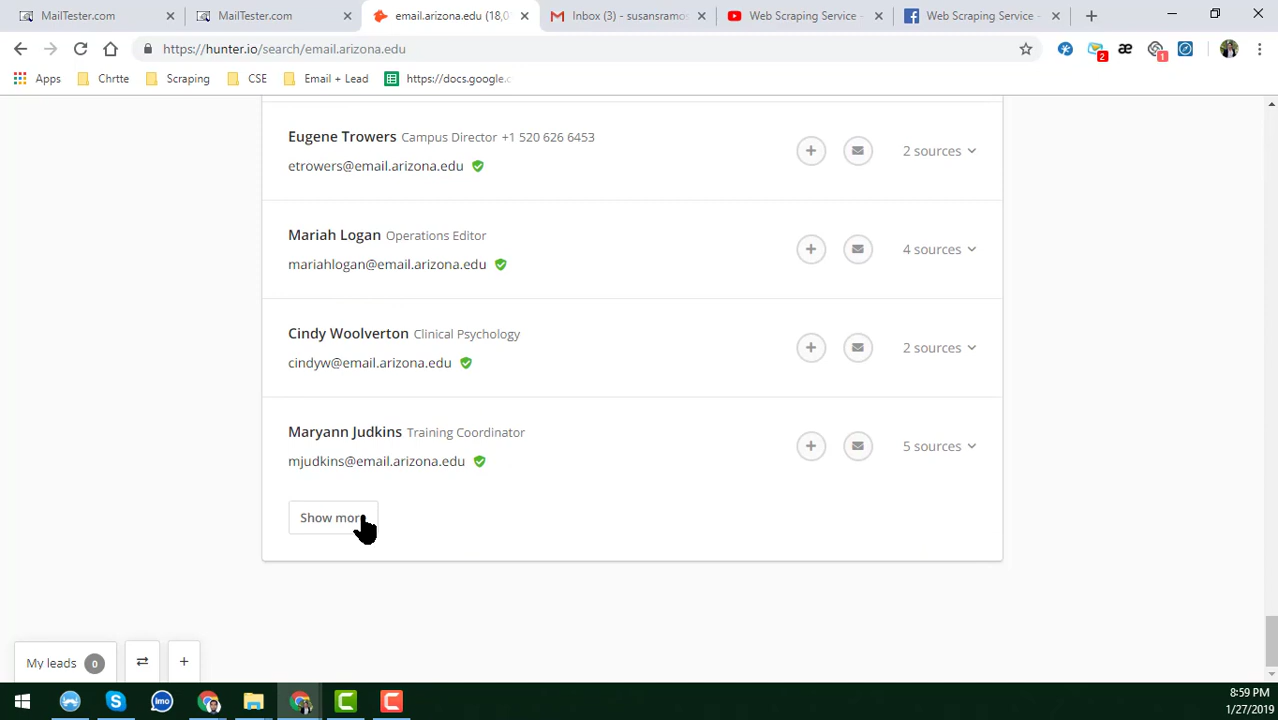 MailTester.com
MailTester.com
email.arizona.edu (18,0
Inbox (3) - susansramos
Web Scraping Service -
Web Scraping Service -
https://hunter.io/search/email.arizona.edu
2
æ
1
Apps
Chrtte
Scraping
CSE
Email + Lead
https://docs.google.c
Eugene Trowers Campus Director +1 520 626 6453
etrowers@email.arizona.edu
2 sources
Mariah Logan Operations Editor
mariahlogan@email.arizona.edu
4 sources
Cindy Woolverton Clinical Psychology
cindyw@email.arizona.edu
2 sources
Maryann Judkins Training Coordinator
mjudkins@email.arizona.edu
5 sources
Show mor
My leads 0
imo
8:59 PM
1/27/2019